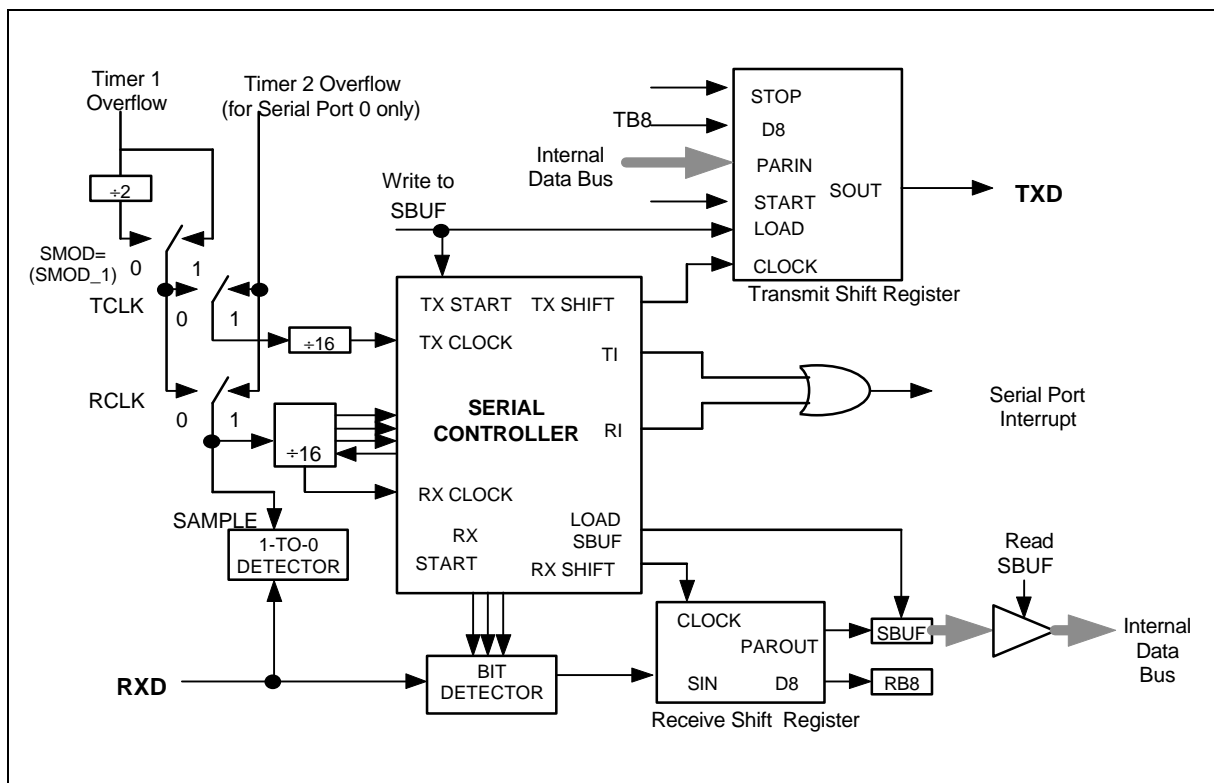 Timer 1
Overflow
Timer 2 Overflow
(for Serial Port 0 only)
÷2
SMOD=
(SMOD_1)
0
1
TCLK
0
1
÷16
RCLK
0
1
÷16
SAMPLE
1-TO-0
DETECTOR
RXD
BIT
DETECTOR
Write to
SBUF
TX START
TX SHIFT
TX CLOCK
TI
SERIAL
CONTROLLER
RI
RX CLOCK
LOAD
SBUF
RX
START
RX SHIFT
TB8
Internal
Data Bus
STOP
D8
PARIN
SOUT
START
LOAD
CLOCK
Transmit Shift Register
TXD
Serial Port
Interrupt
CLOCK
PAROUT
SIN
D8
Receive Shift Register
SBUF
RB8
Read
SBUF
Internal
Data
Bus